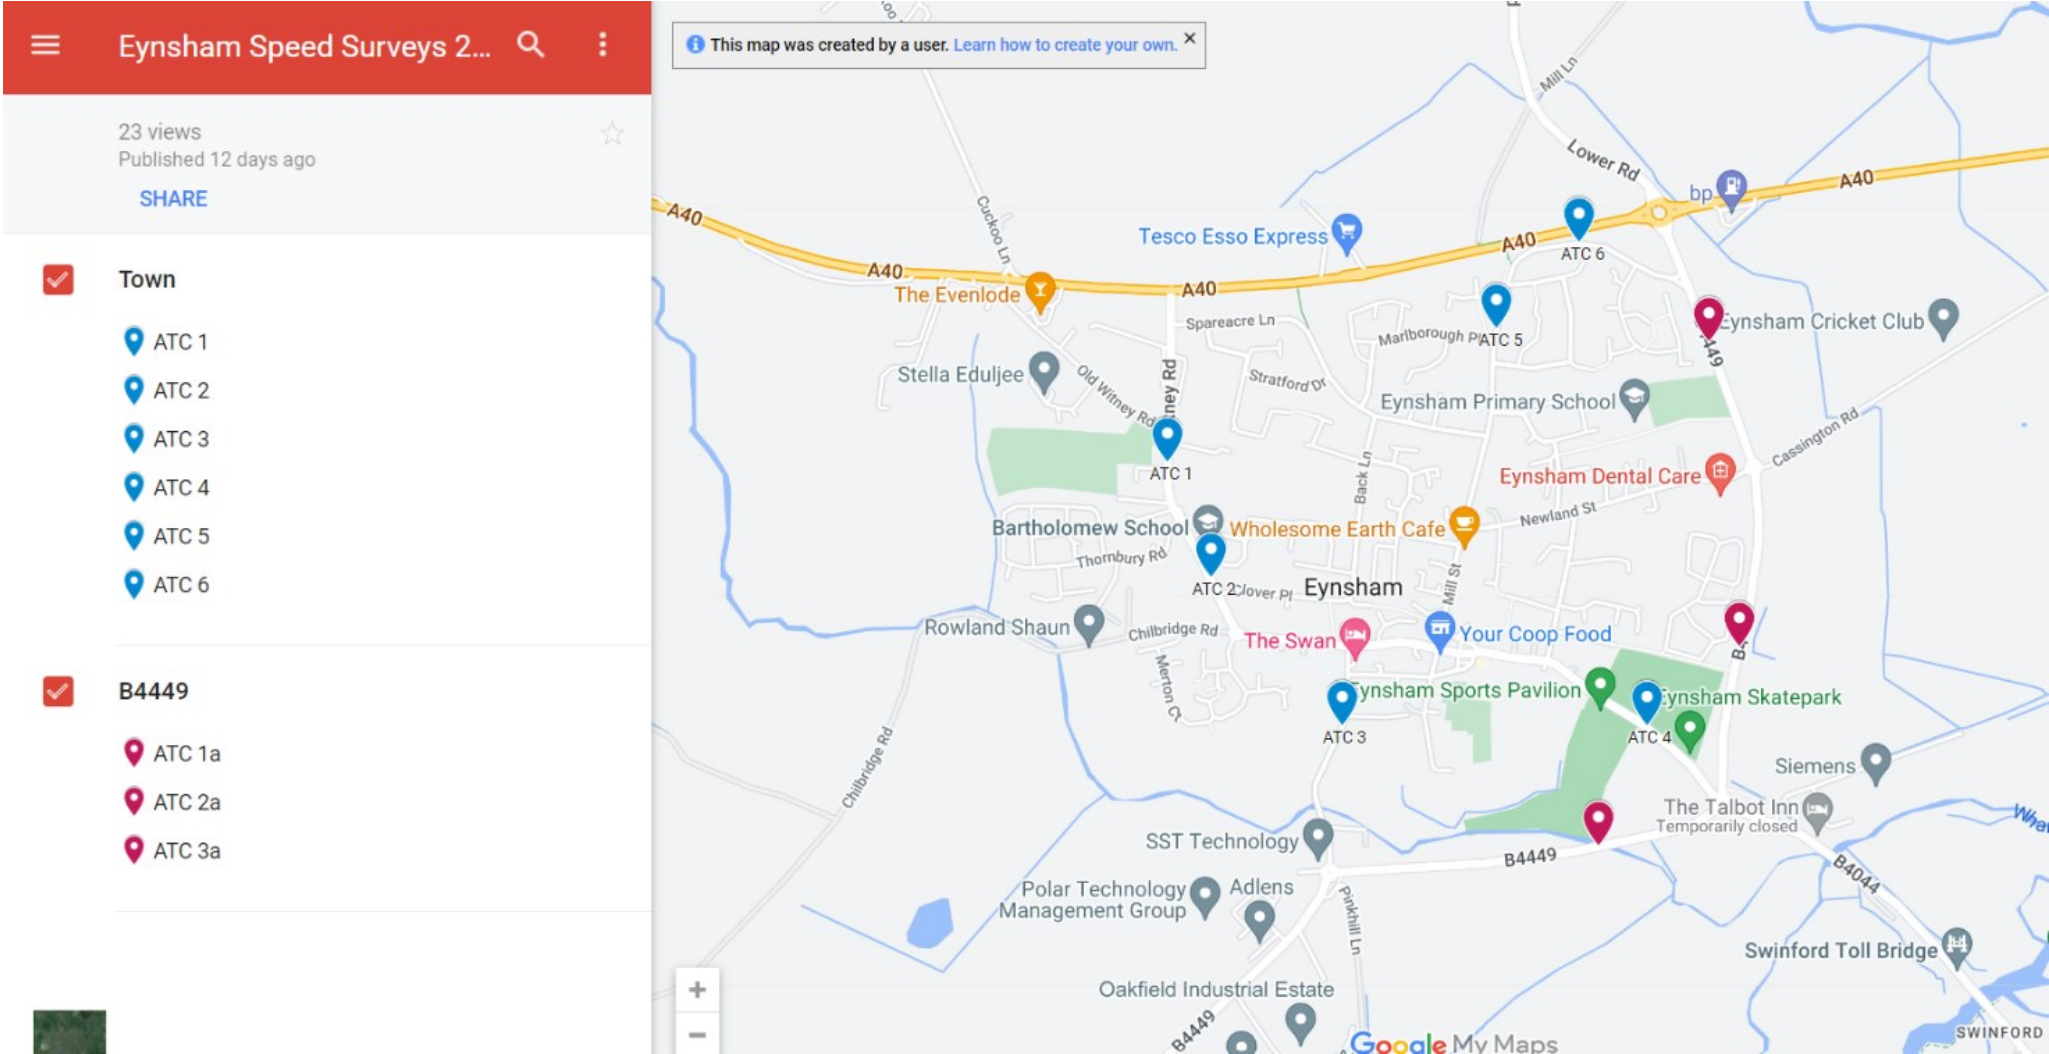 Eynsham Speed Surveys 2...
23 views
Published 12 days ago
SHARE
Town
ATC 1
ATC 2
ATC 3
ATC 4
ATC 5
ATC 6
B4449
ATC 1a
ATC 2a
ATC 3a
This map was created by a user. Learn how to create your own.
Mill Ln
Lower Rd
bp
A40
A40
Cuckoo Ln
Tesco Esso Express
A40
ATC 6
A40
The Evenlode
A40
Spareacre Ln
Marlborough Pl
ATC 5
Eynsham Cricket Club
449
Stella Eduljee
Old Witney Rd
ney Rd
Stratford Dr
Eynsham Primary School
Cassington Rd
ATC 1
Back Ln
Eynsham Dental Care
Newland St
Bartholomew School
Wholesome Earth Cafe
Thornbury Rd
ATC 2
lover Pl
Eynsham
Mill St
Rowland Shaun
Chilbridge Rd
The Swan
Your Coop Food
B4
Merton Ct
Eynsham Sports Pavilion
Eynsham Skatepark
ATC 3
ATC 4
Chilbridge Rd
Siemens
The Talbot Inn
Temporarily closed
Wha
SST Technology
B4449
B4044
Polar Technology
Management Group
Adlens
Pinkhill Ln
Swinford Toll Bridge
Oakfield Industrial Estate
B4449
Google My Maps
SWINFORD